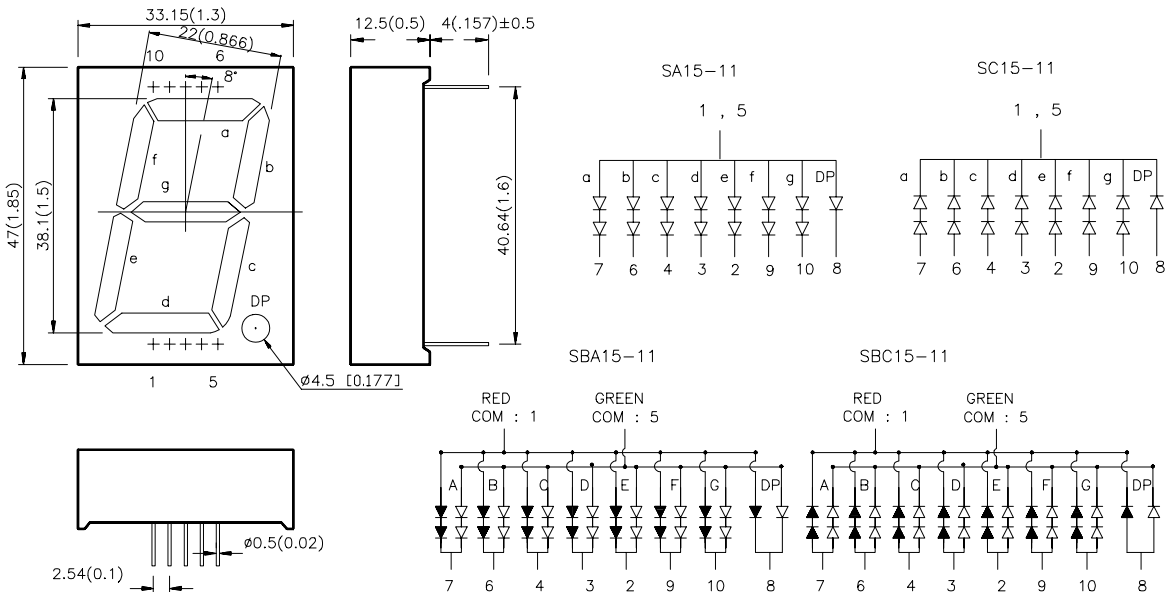 33.15(1.3)
22(0.866)
10 6
8°
a
b
f
g
e
c
d
DP
47(1.85)
38.1(1.5)
1 5
ø4.5 [0.177]
12.5(0.5) 4(.157)±0.5
40.64(1.6)
2.54(0.1)
ø0.5(0.02)
SA15-11
1 , 5
a b c d e f g DP
7 6 4 3 2 9 10 8
SC15-11
1 , 5
a b c d e f g DP
7 6 4 3 2 9 10 8
SBA15-11
RED GREEN
COM : 1 COM : 5
A B C D E F G DP
7 6 4 3 2 9 10 8
SBC15-11
RED GREEN
COM : 1 COM : 5
A B C D E F G DP
7 6 4 3 2 9 10 8